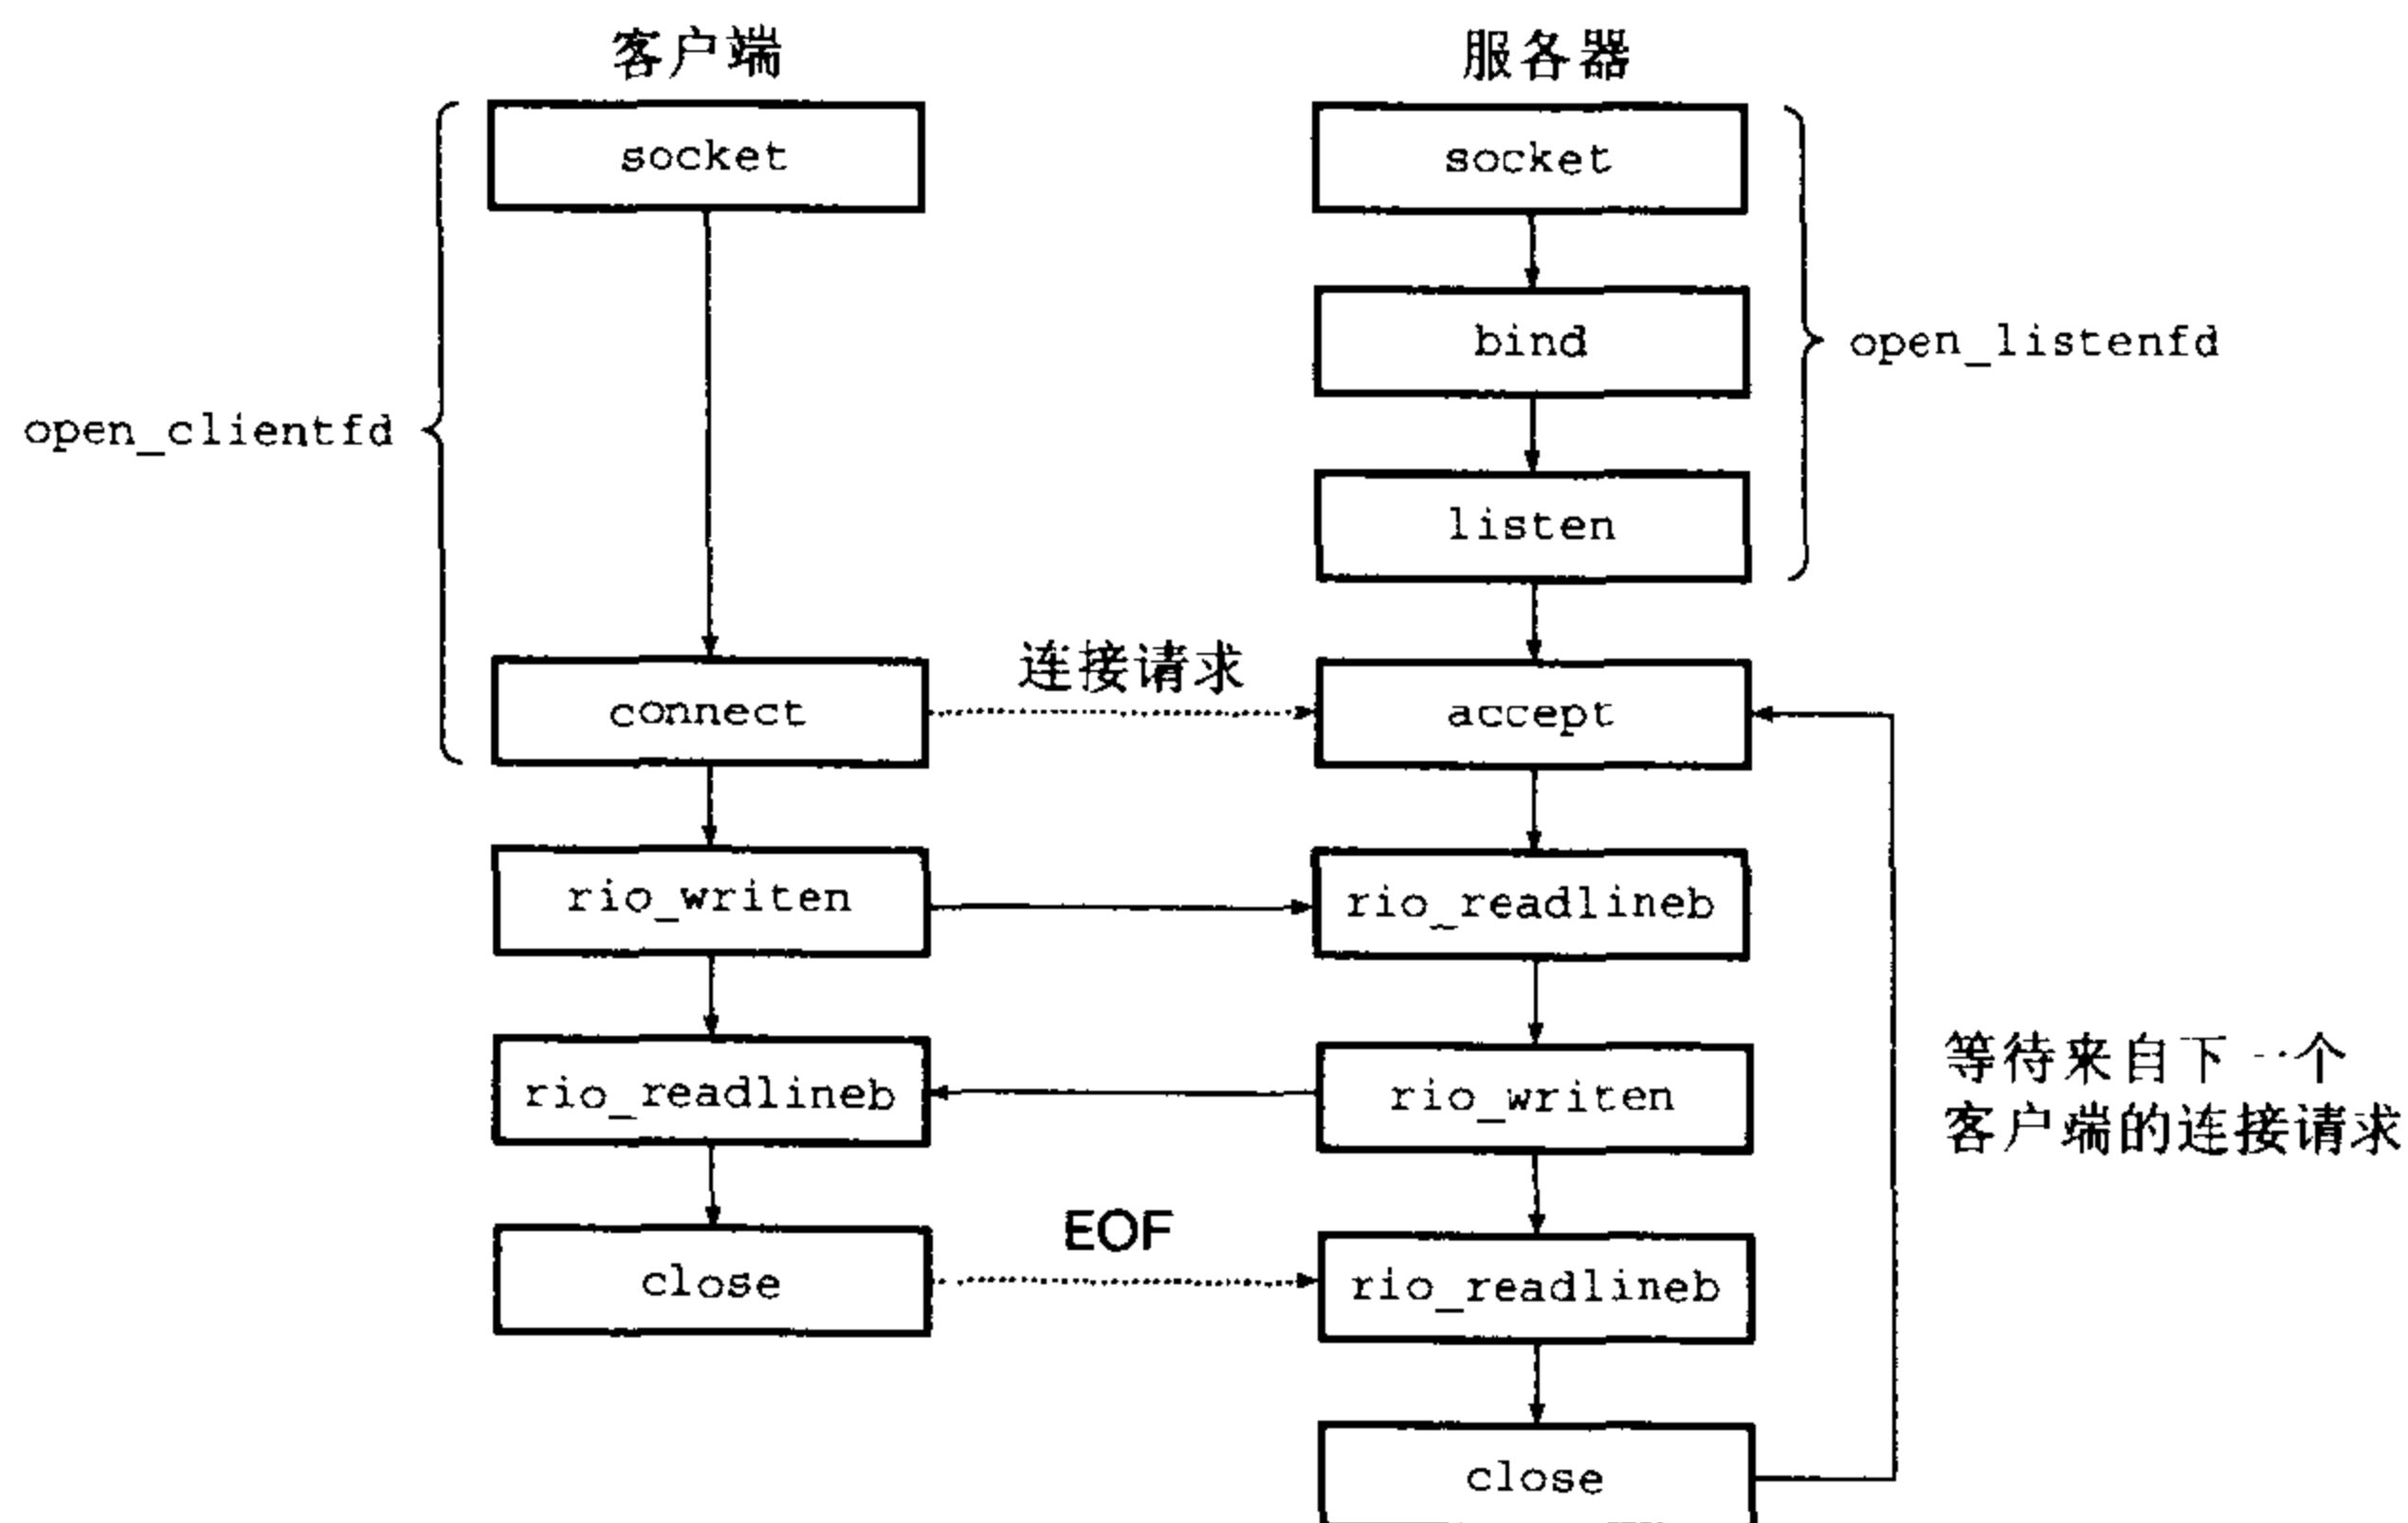 客户端
服务器
socket
socket
bind
open_listenfd
open_clientfd
listen
连接请求
connect
accept
rio_writen
rio_readlineb
rio_readlineb
rio_writen
等待来自下一个
客户端的连接请求
EOF
close
rio_readlineb
close